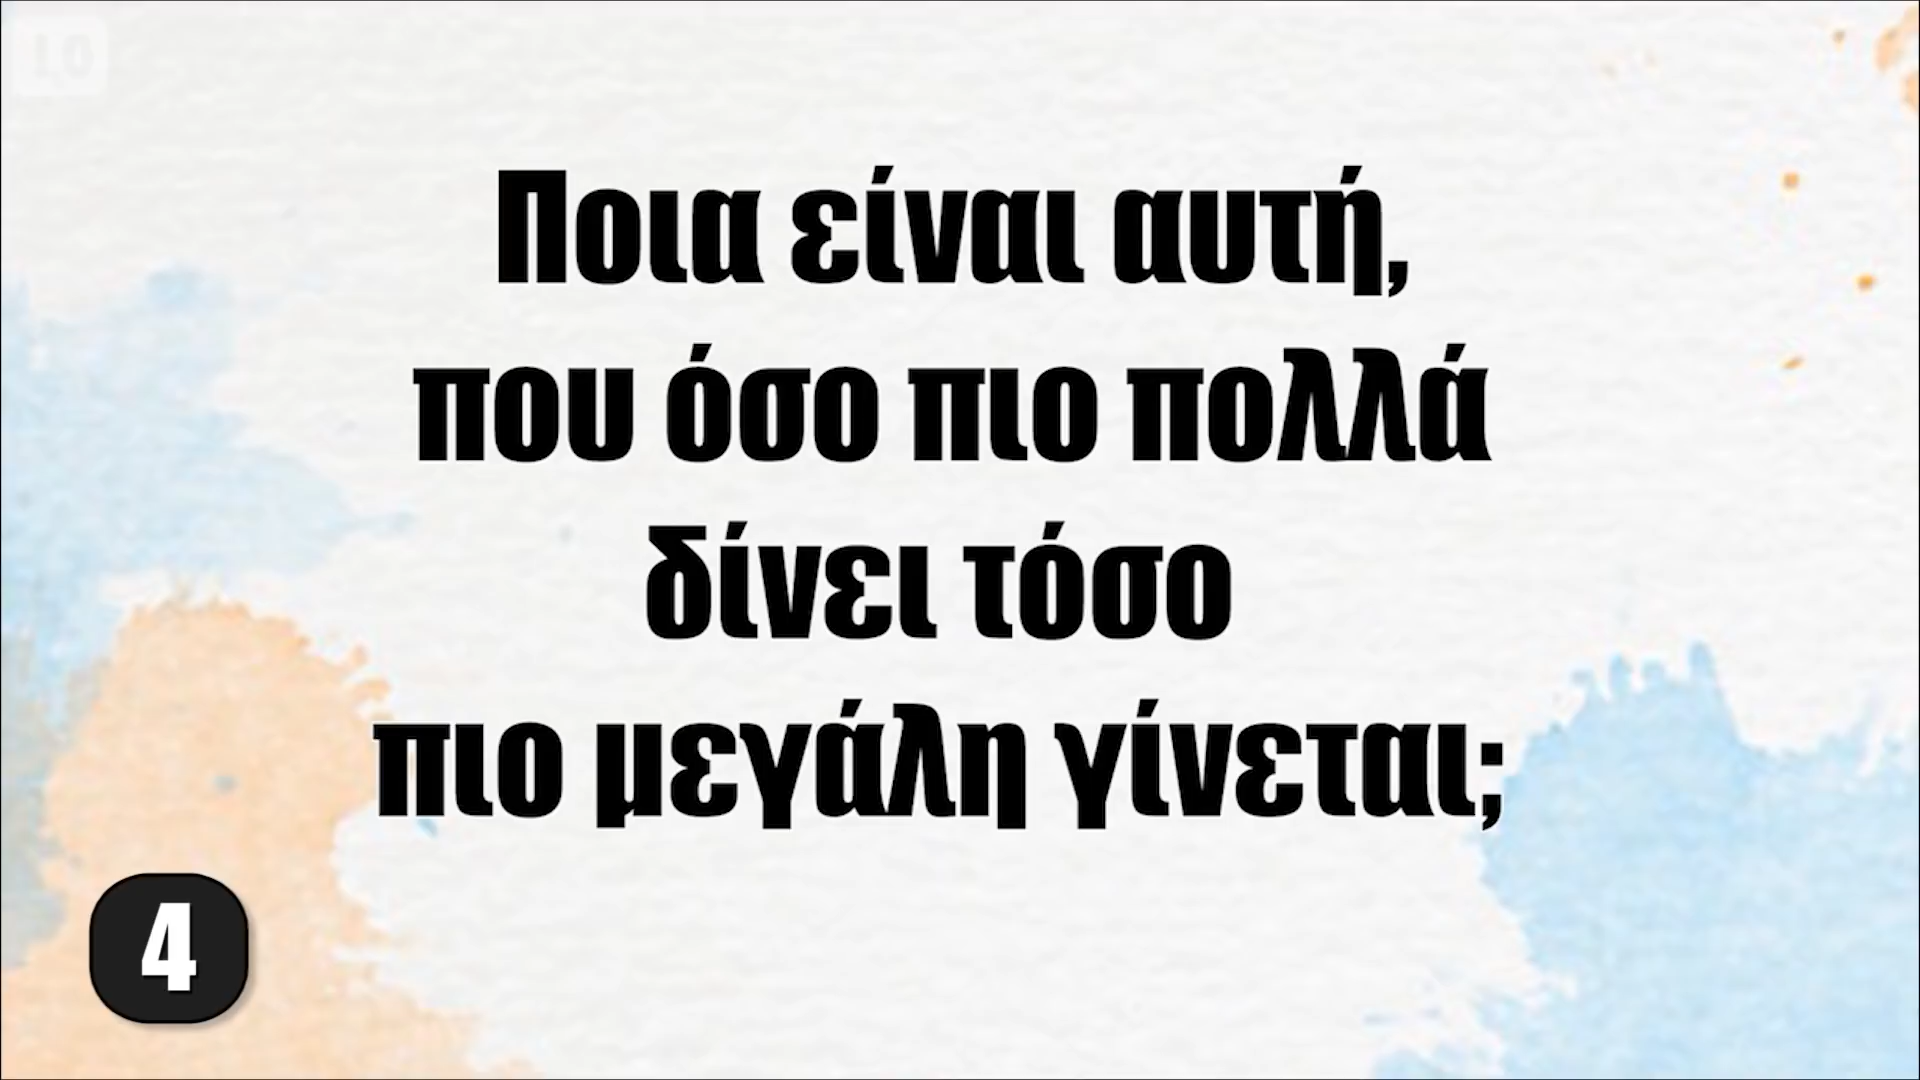 Ποια είναι αυτή,
που όσο πιο πολλά
δίνει τόσο
πιο μεγάλη γίνεται;
4